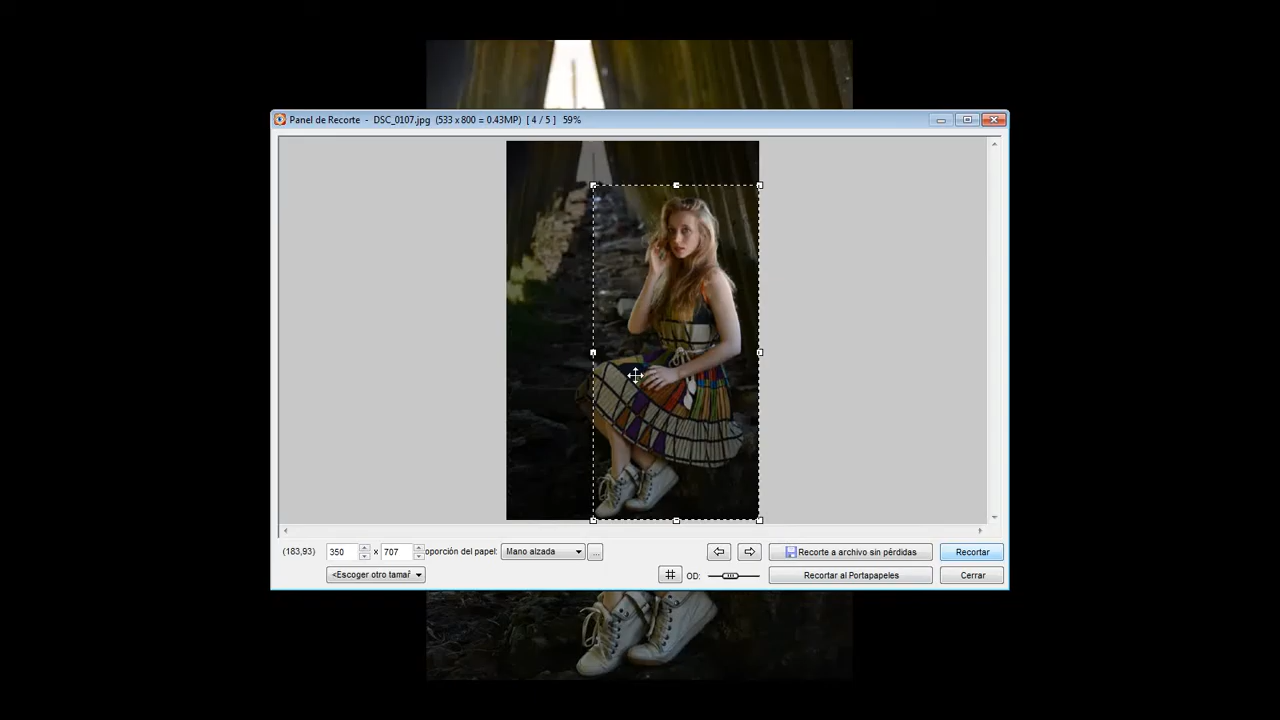 Panel de Recorte - DSC_0107.jpg (533 x 800 = 0.43MP) [ 4 / 5 ] 59%
(183,93) 350 x 707 oporción del papel: Mano alzada ... Recorte a archivo sin pérdidas Recortar
<Escoger otro tamañ OD: Recortar al Portapapeles Cerrar